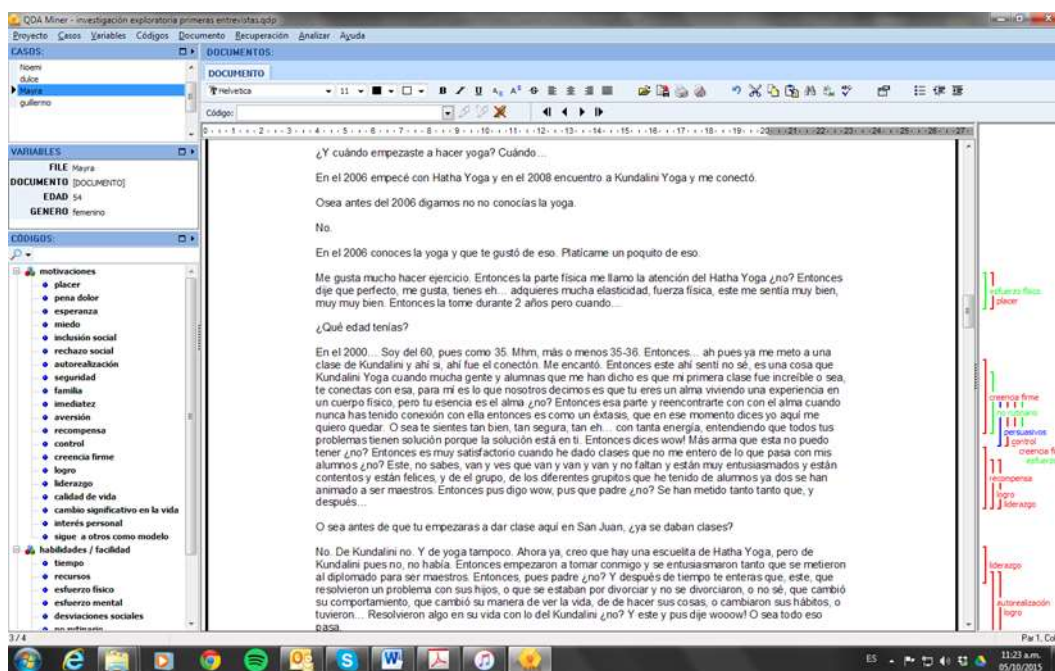 QDA Miner - investigación exploratoria primeras entrevistas.qdp
Proyecto Casos Variables Códigos Documento Recuperación Analizar Ayuda
CASOS:
Noemi
dulce
Mayra
guillermo
VARIABLES
FILE Mayra
DOCUMENTO [DOCUMENTO]
EDAD 54
GENERO femenino
CÓDIGOS:
motivaciones
placer
pena dolor
esperanza
miedo
inclusión social
rechazo social
autorealización
seguridad
familia
imediatez
aversión
recompensa
control
creencia firme
logro
liderazgo
calidad de vida
cambio significativo en la vida
interés personal
sigue a otros como modelo
habilidades / facilidad
tiempo
recursos
esfuerzo físico
esfuerzo mental
desviaciones sociales
no rutinario
3/4
DOCUMENTOS:
DOCUMENTO
Helvetica 11
Código:
¿Y cuándo empezaste a hacer yoga? Cuándo…
En el 2006 empecé con Hatha Yoga y en el 2008 encuentro a Kundalini Yoga y me conectó.
Osea antes del 2006 digamos no no conocías la yoga.
No.
En el 2006 conoces la yoga y que te gustó de eso. Platícame un poquito de eso.
Me gusta mucho hacer ejercicio. Entonces la parte física me llamo la atención del Hatha Yoga ¿no? Entonces
dije que perfecto, me gusta, tienes eh… adquieres mucha elasticidad, fuerza física, este me sentía muy bien,
muy muy bien. Entonces la tome durante 2 años pero cuando…
¿Qué edad tenías?
En el 2000… Soy del 60, pues como 35. Mhm, más o menos 35-36. Entonces… ah pues ya me meto a una
clase de Kundalini y ahí si, ahí fue el conectón. Me encantó. Entonces este ahí sentí no sé, es una cosa que
Kundalini Yoga cuando mucha gente y alumnas que me han dicho es que mi primera clase fue increíble o sea,
te conectas con esa, para mí es lo que nosotros decimos es que tu eres un alma viviendo una experiencia en
un cuerpo físico, pero tu esencia es el alma ¿no? Entonces esa parte y reencontrarte con con el alma cuando
nunca has tenido conexión con ella entonces es como un éxtasis, que en ese momento dices yo aquí me
quiero quedar. O sea te sientes tan bien, tan segura, tan eh… con tanta energía, entendiendo que todos tus
problemas tienen solución porque la solución está en ti. Entonces dices wow! Más arma que esta no puedo
tener ¿no? Entonces es muy satisfactorio cuando he dado clases que no me entero de lo que pasa con mis
alumnos ¿no? Este, no sabes, van y ves que van y van y van y no faltan y están muy entusiasmados y están
contentos y están felices, y de el grupo, de los diferentes grupitos que he tenido de alumnos ya dos se han
animado a ser maestros. Entonces pus digo wow, pus que padre ¿no? Se han metido tanto tanto que, y
después…
O sea antes de que tu empezaras a dar clase aquí en San Juan, ¿ya se daban clases?
No. De Kundalini no. Y de yoga tampoco. Ahora ya, creo que hay una escuelita de Hatha Yoga, pero de
Kundalini pues no, no había. Entonces empezaron a tomar conmigo y se entusiasmaron tanto que se metieron
al diplomado para ser maestros. Entonces, pues padre ¿no? Y después de tiempo te enteras que, este, que
resolvieron un problema con sus hijos, o que se estaban por divorciar y no se divorciaron, o no sé, que cambió
su comportamiento, que cambió su manera de ver la vida, de de hacer sus cosas, o cambiaron sus hábitos, o
tuvieron… Resolvieron algo en su vida con lo del Kundalini ¿no? Y este y pus dije wooow! O sea todo eso
pasa.
esfuerzo físico
placer
creencia firme
no rutinario
persuasivos
control
creencia fi
esfuerz
recompensa
logro
liderazgo
liderazgo
autorealización
logro
Par 1, Col
ES
11:23 a.m.
05/10/2015